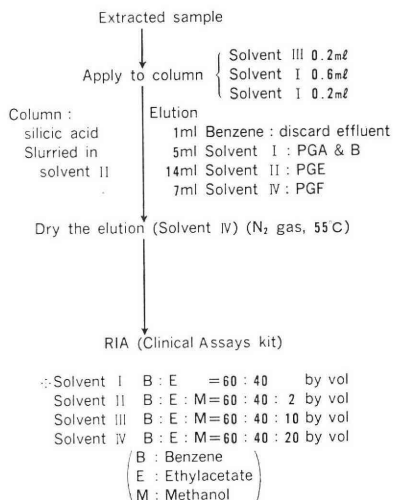 Extracted sample
Apply to column
Solvent III 0.2mℓ
Solvent I 0.6mℓ
Solvent I 0.2mℓ
Column :
silicic acid
Slurried in
solvent II
Elution
1ml Benzene : discard effluent
5ml Solvent I : PGA & B
14ml Solvent II : PGE
7ml Solvent IV : PGF
Dry the elution (Solvent IV) (N₂ gas, 55℃)
RIA (Clinical Assays kit)
Solvent I B : E =60 : 40 by vol
Solvent II B : E : M=60 : 40 : 2 by vol
Solvent III B : E : M=60 : 40 : 10 by vol
Solvent IV B : E : M=60 : 40 : 20 by vol
B : Benzene
E : Ethylacetate
M : Methanol